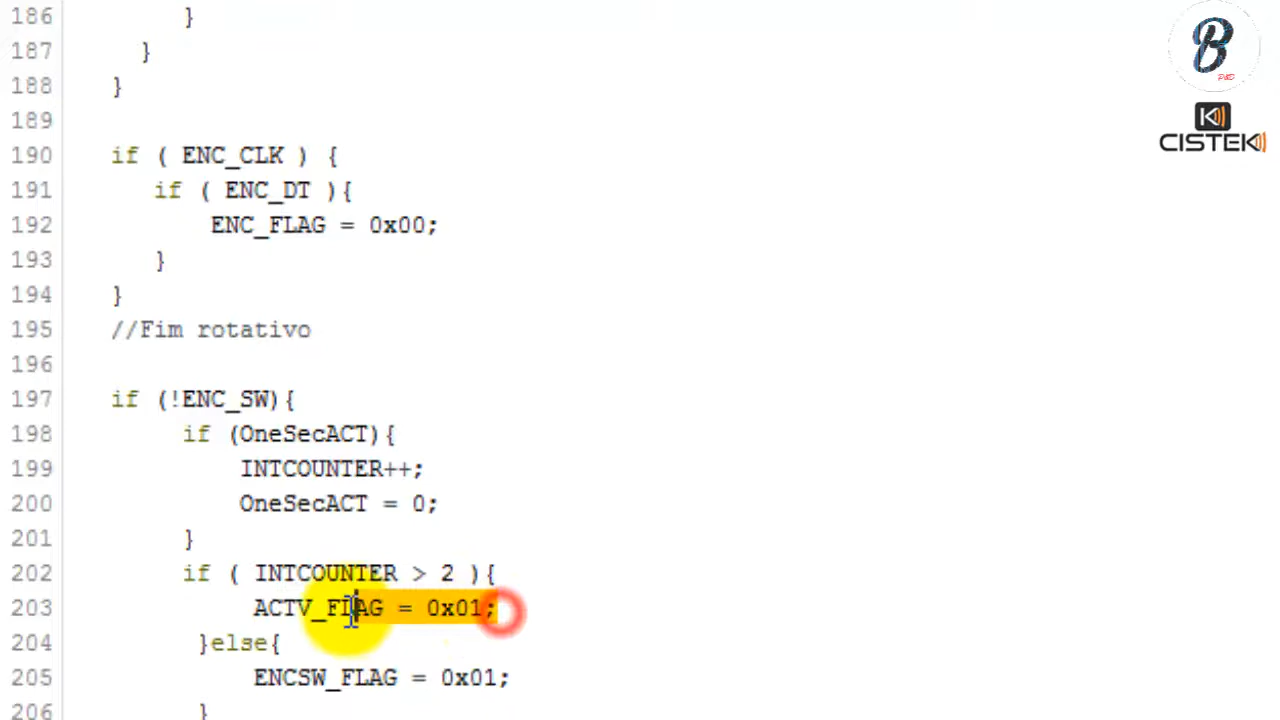 186 }
187 }
188 }
189
190 if ( ENC_CLK ) {
191 if ( ENC_DT ){
192 ENC_FLAG = 0x00;
193 }
194 }
195 //Fim rotativo
196
197 if (!ENC_SW){
198 if (OneSecACT){
199 INTCOUNTER++;
200 OneSecACT = 0;
201 }
202 if ( INTCOUNTER > 2 ){
203 ACTV_FLAG = 0x01;
204 }else{
205 ENCSW_FLAG = 0x01;
206 }
B
CISTEK